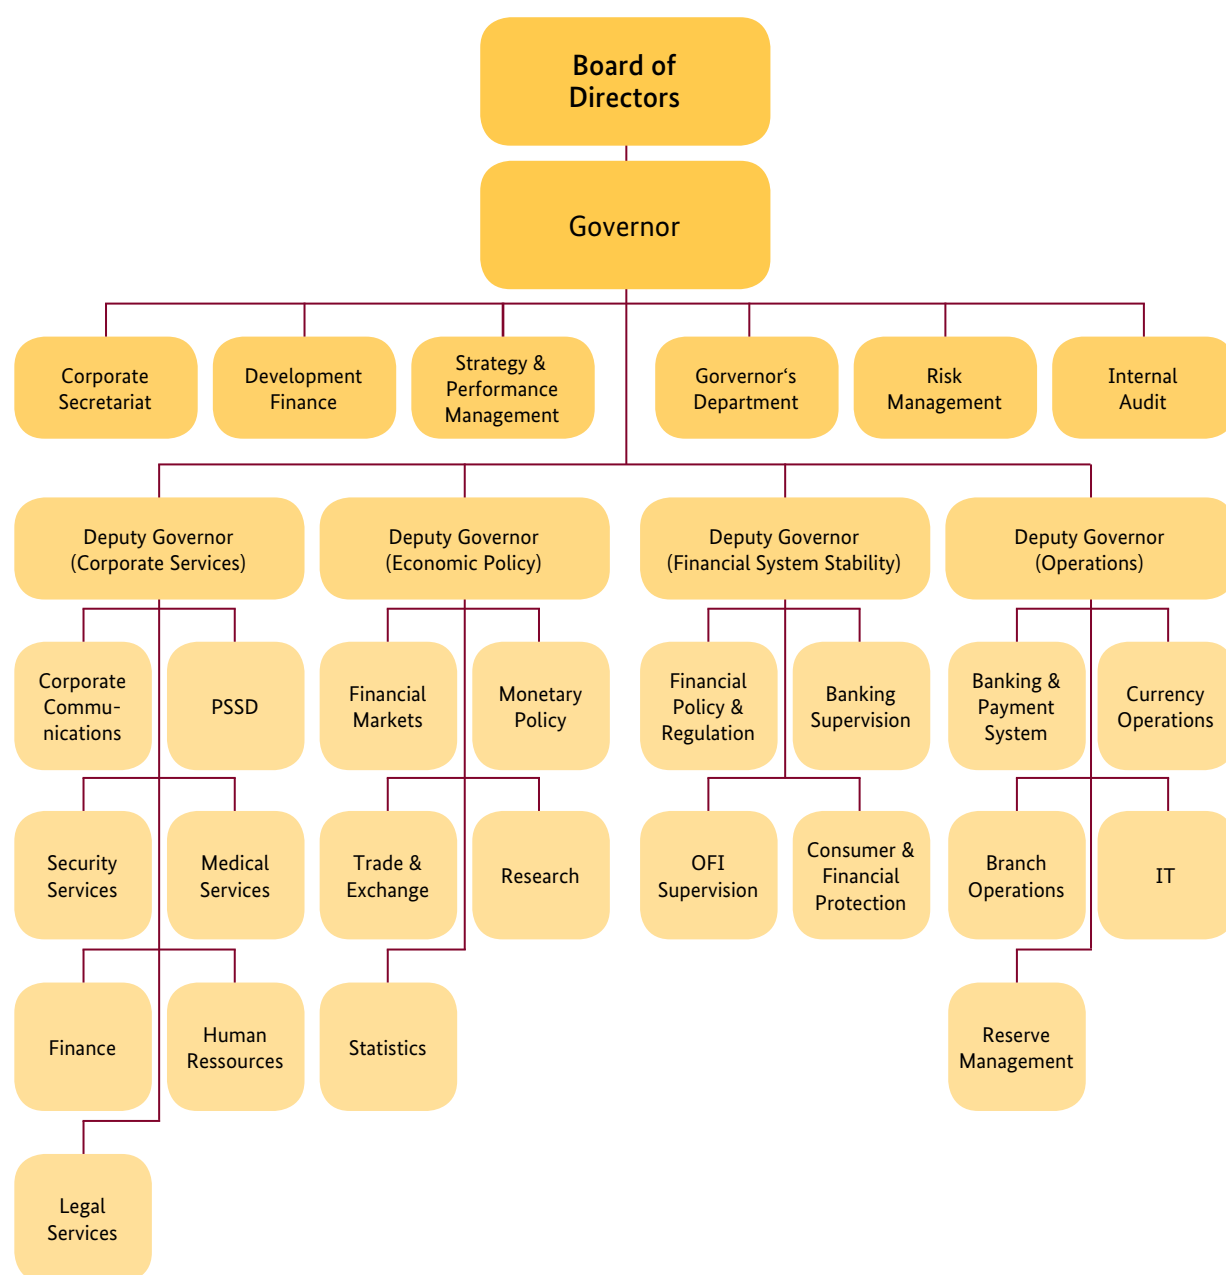 Board of
Directors
Governor
Corporate
Secretariat
Development
Finance
Strategy &
Performance
Management
Gorvernor‘s
Department
Risk
Management
Internal
Audit
Deputy Governor
(Corporate Services)
Deputy Governor
(Economic Policy)
Deputy Governor
(Financial System Stability)
Deputy Governor
(Operations)
Corporate
Commu-
nications
PSSD
Financial
Markets
Monetary
Policy
Financial
Policy &
Regulation
Banking
Supervision
Banking &
Payment
System
Currency
Operations
Security
Services
Medical
Services
Trade &
Exchange
Research
OFI
Supervision
Consumer &
Financial
Protection
Branch
Operations
IT
Finance
Human
Ressources
Statistics
Reserve
Management
Legal
Services